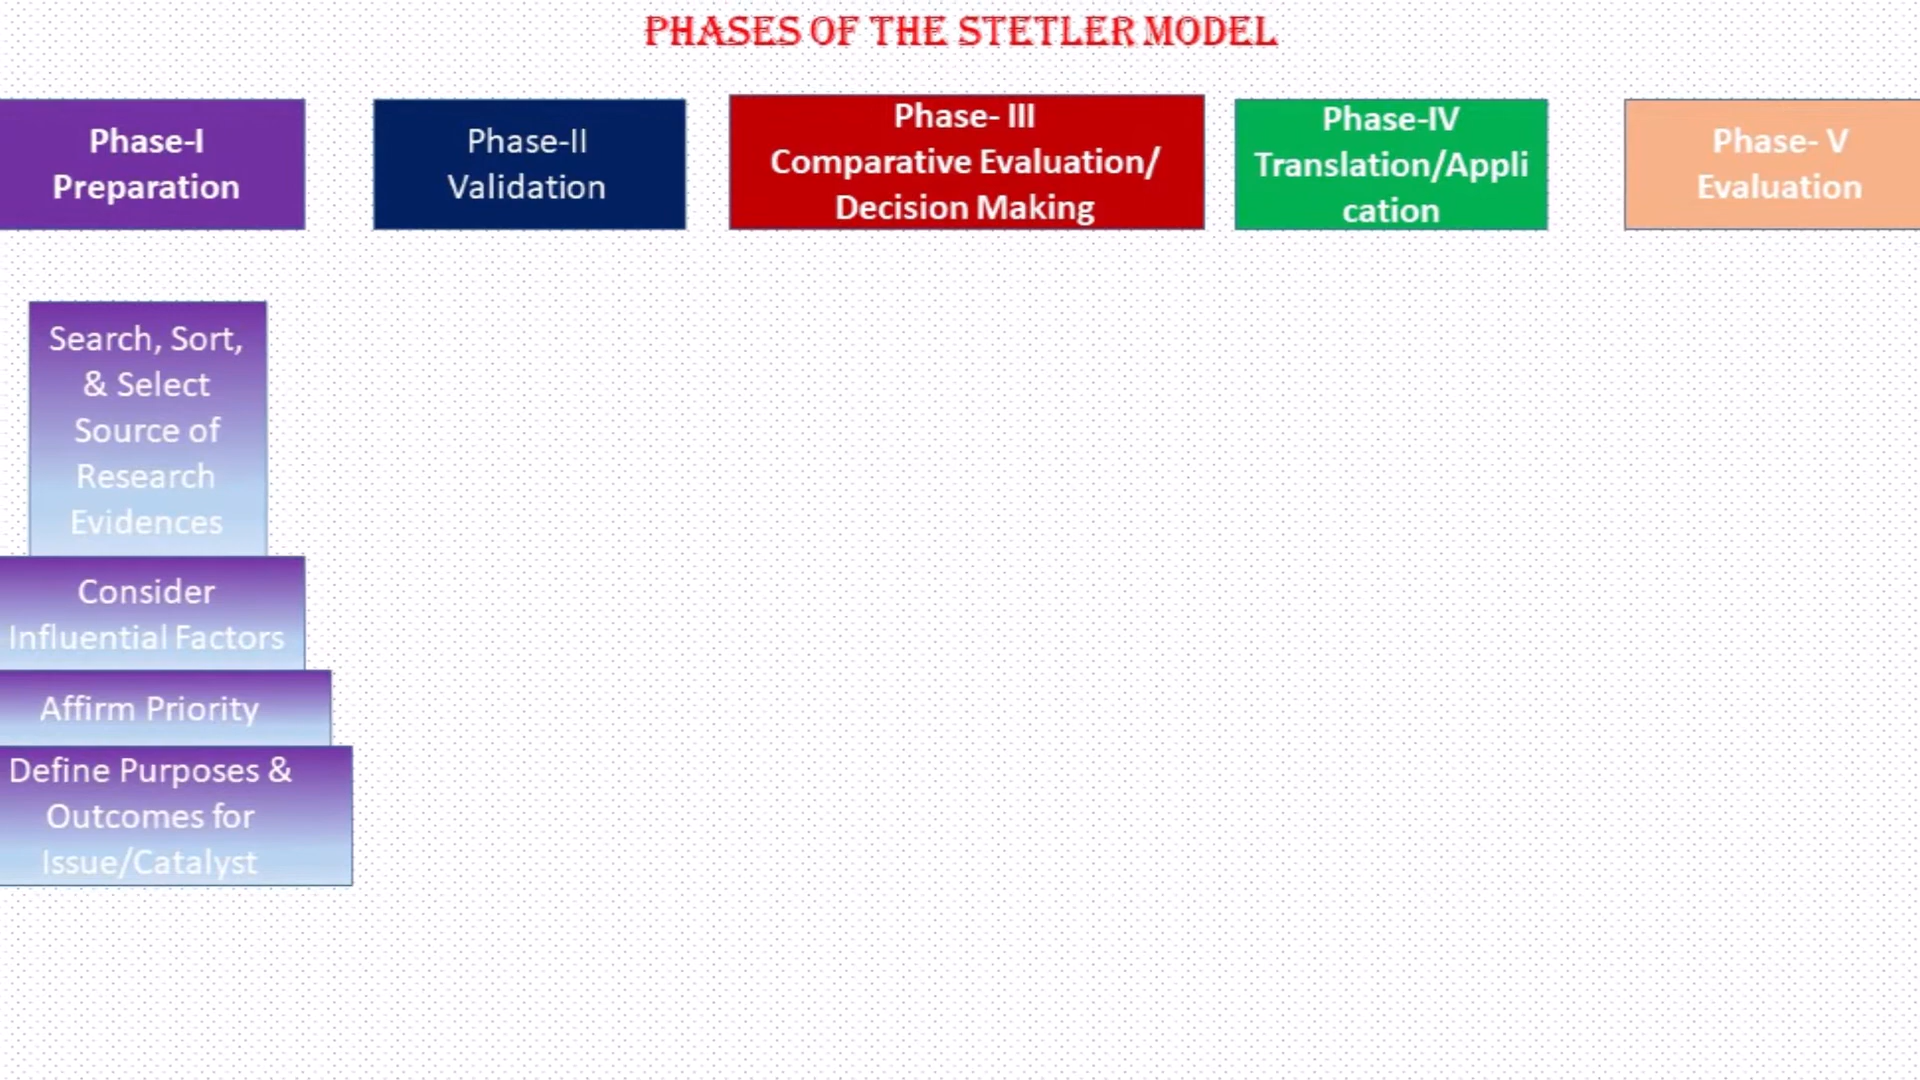 PHASES OF THE STETLER MODEL
Phase-I
Preparation
Phase-II
Validation
Phase- III
Comparative Evaluation/
Decision Making
Phase-IV
Translation/Appli
cation
Phase- V
Evaluation
Search, Sort,
& Select
Source of
Research
Evidences
Consider
Influential Factors
Affirm Priority
Define Purposes &
Outcomes for
Issue/Catalyst